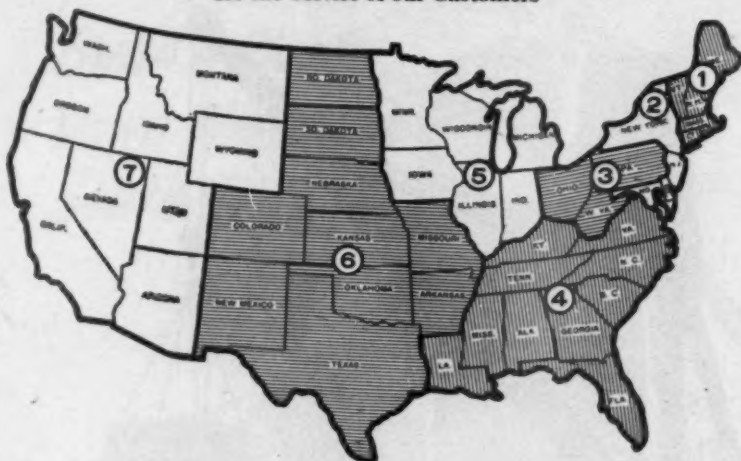 for the Service of our Customers
WASH.
MONTANA
NO. DAKOTA
MINN.
1
2
OREGON
IDAHO
SO. DAKOTA
WISCONSIN
MICHIGAN
NEW YORK
WYOMING
7
NEBRASKA
IOWA
5
3
PA.
NEVADA
UTAH
ILLINOIS
IND.
OHIO
W. VA.
CALIF.
COLORADO
KANSAS
MISSOURI
KY.
VA.
6
TENN.
N. C.
ARIZONA
NEW MEXICO
OKLAHOMA
ARKANSAS
4
S. C.
MISS.
ALA.
GEORGIA
TEXAS
LA.
FLA.